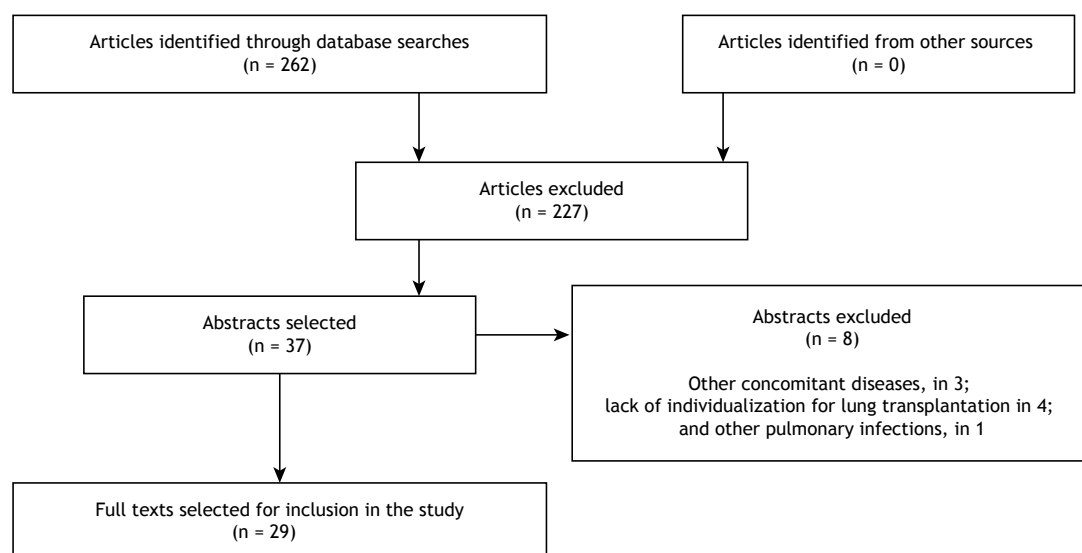 Articles identified through database searches
(n = 262)
Articles identified from other sources
(n = 0)
Articles excluded
(n = 227)
Abstracts selected
(n = 37)
Abstracts excluded
(n = 8)
Other concomitant diseases, in 3;
lack of individualization for lung transplantation in 4;
and other pulmonary infections, in 1
Full texts selected for inclusion in the study
(n = 29)